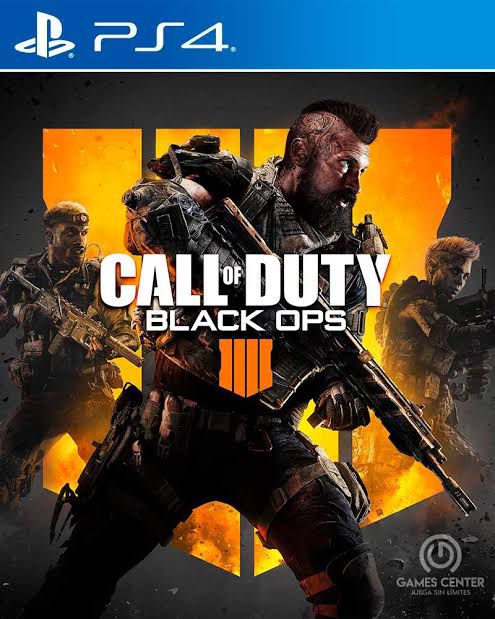 PS4
CALL OF DUTY
BLACK OPS
IIII
GAMES CENTER
JUEGA SIN LIMITES